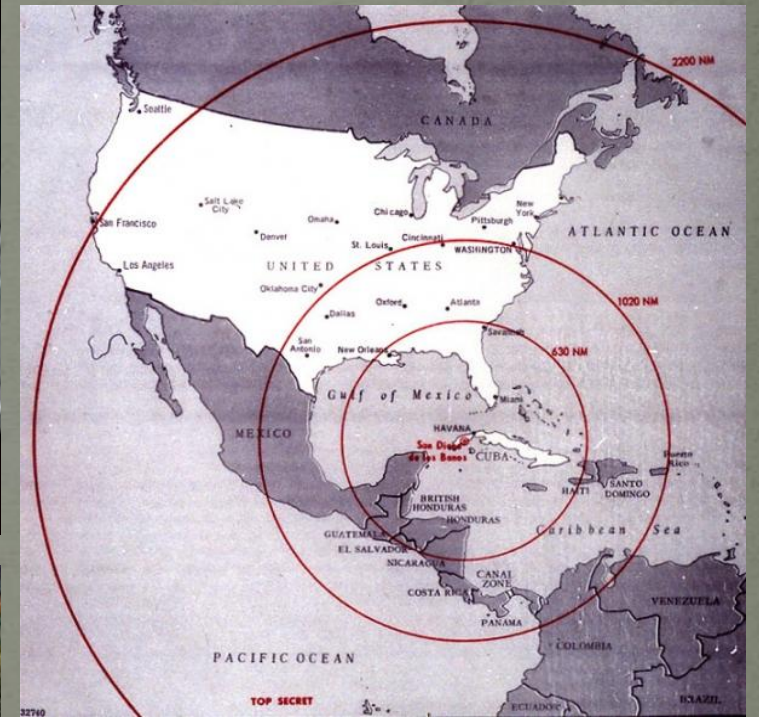 2200 NM
CANADA
Seattle
Salt Lake
City
San Francisco
Omaha
Chicago
New
York
Pittsburgh
Denver
St. Louis
Cincinnati
WASHINGTON
ATLANTIC OCEAN
Los Angeles
UNITED STATES
Oklahoma City
1020 NM
Oxford
Atlanta
Dallas
Savannah
San
Antonio
New Orleans
630 NM
Gulf of Mexico
Miami
MEXICO
HAVANA
San Diego
de los Banos
CUBA
Puerto
Rico
HAITI
SANTO
DOMINGO
BRITISH
HONDURAS
HONDURAS
GUATEMALA
EL SALVADOR
NICARAGUA
Caribbean Sea
CANAL
ZONE
COSTA RICA
PANAMA
VENEZUELA
COLOMBIA
PACIFIC OCEAN
TOP SECRET
ECUADOR
BRAZIL
32740